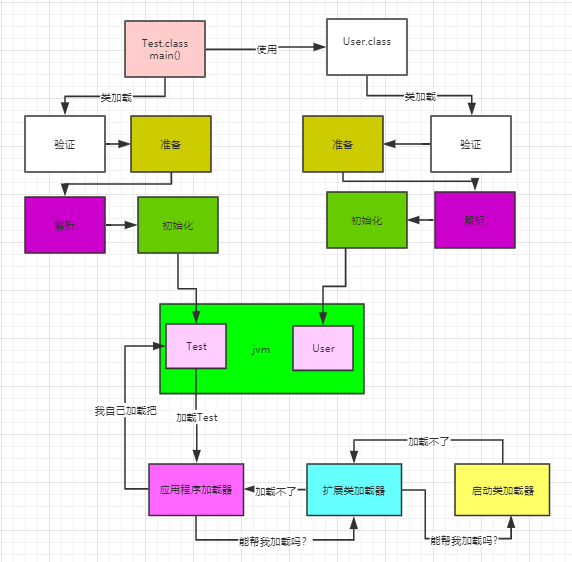 Test.class
main()
使用
User.class
类加载
类加载
验证
准备
准备
验证
解析
初始化
初始化
解析
Test
jvm
User
我自己加载把
加载Test
加载不了
应用程序加载器
加载不了
扩展类加载器
启动类加载器
能帮我加载吗?
能帮我加载吗?